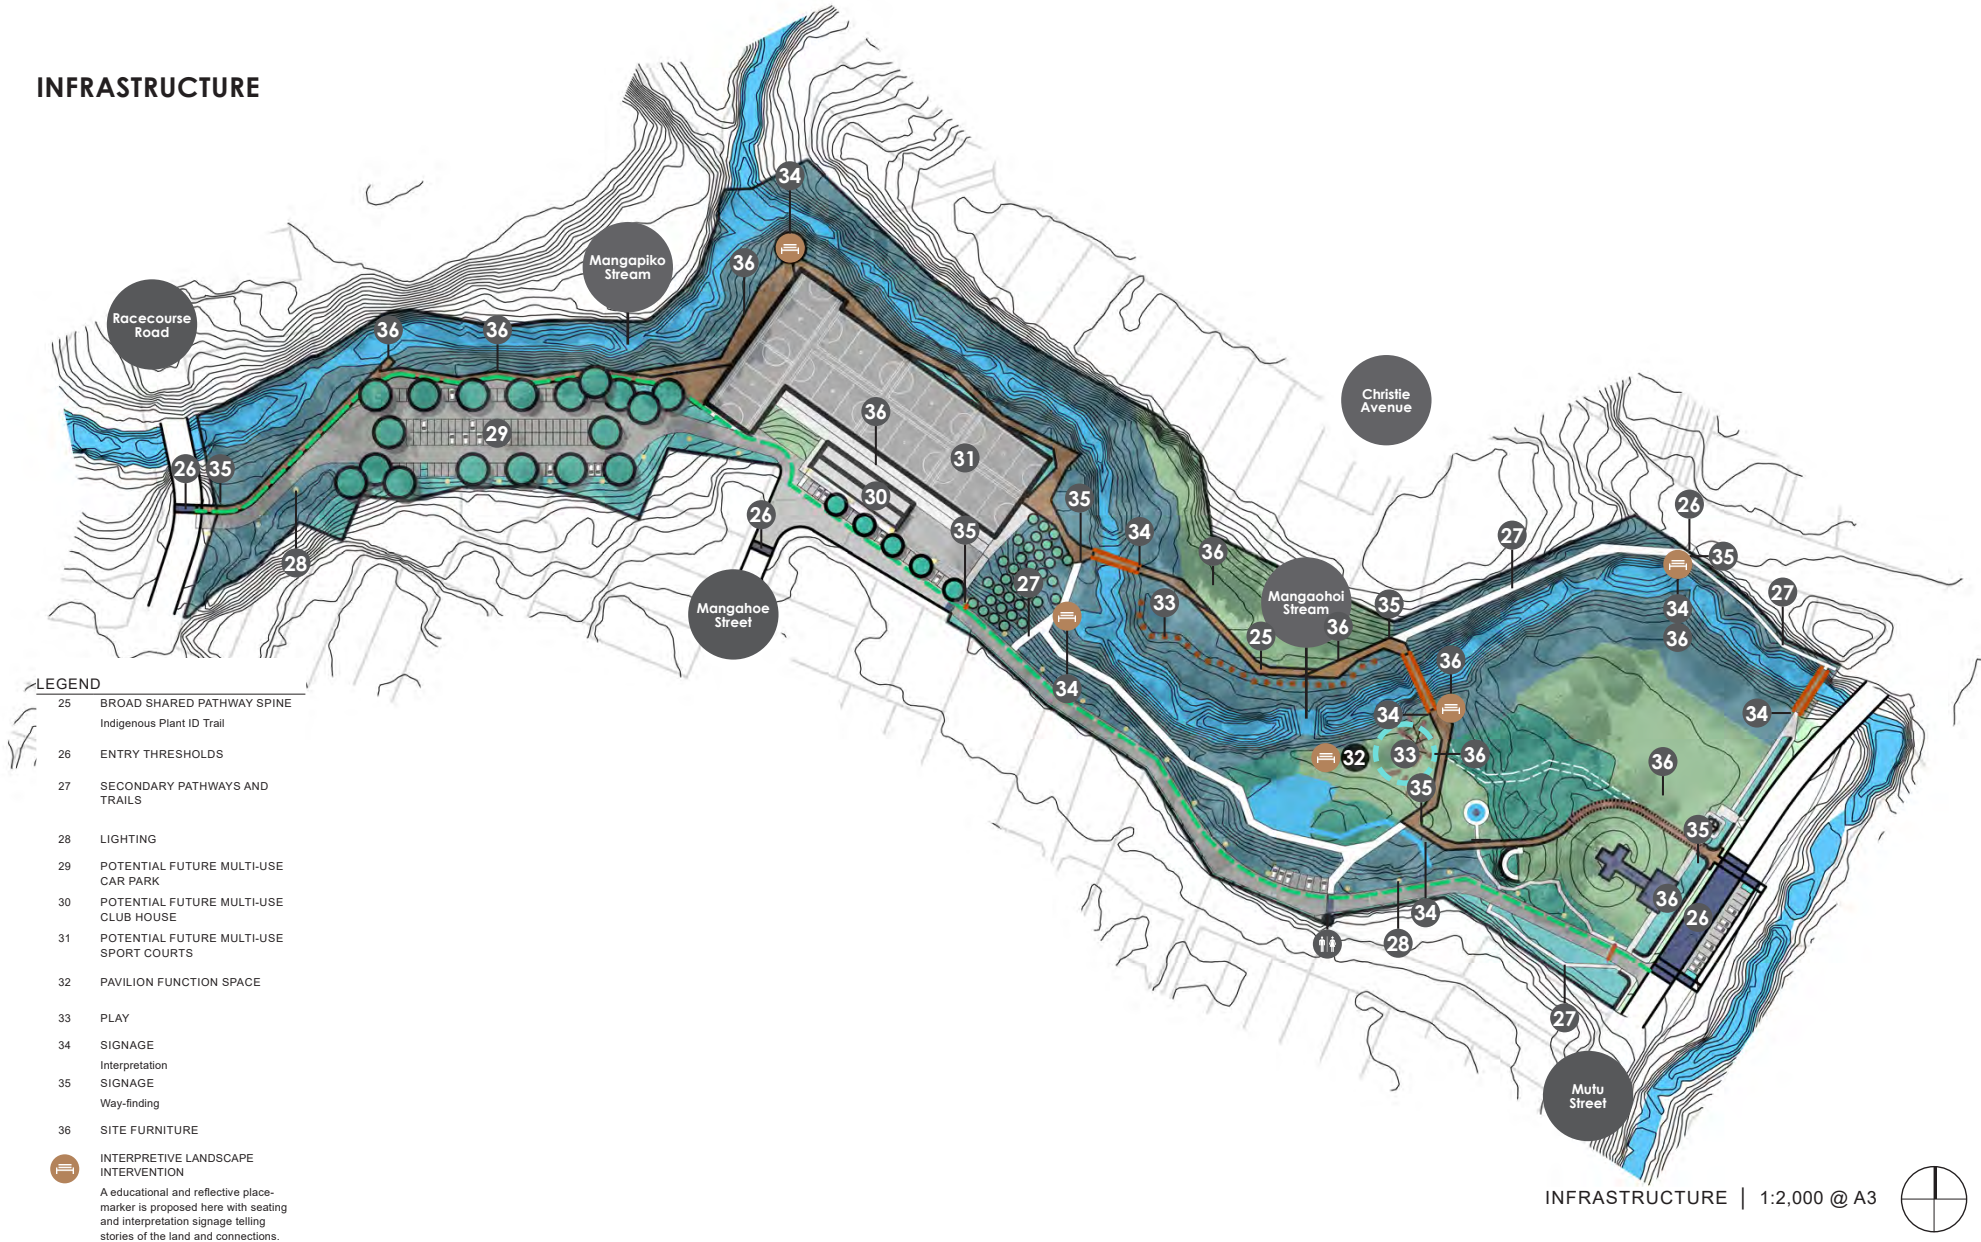 INFRASTRUCTURE
34
Mangapiko
Stream
36
Racecourse
Road
36
36
Christie
Avenue
36
29
31
26
35
30
35
26
26
35
34
27
35
36
28
27
33
Mangaohoi
Stream
34
27
Mangahoe
Street
35
36
25
36
36
34
34
34
34
32
33
36
36
35
35
36
26
34
28
27
Mutu
Street
LEGEND
25 BROAD SHARED PATHWAY SPINE
Indigenous Plant ID Trail
26 ENTRY THRESHOLDS
27 SECONDARY PATHWAYS AND
TRAILS
28 LIGHTING
29 POTENTIAL FUTURE MULTI-USE
CAR PARK
30 POTENTIAL FUTURE MULTI-USE
CLUB HOUSE
31 POTENTIAL FUTURE MULTI-USE
SPORT COURTS
32 PAVILION FUNCTION SPACE
33 PLAY
34 SIGNAGE
Interpretation
35 SIGNAGE
Way-finding
36 SITE FURNITURE
INTERPRETIVE LANDSCAPE
INTERVENTION
A educational and reflective place-
marker is proposed here with seating
and interpretation signage telling
stories of the land and connections.
INFRASTRUCTURE | 1:2,000 @ A3